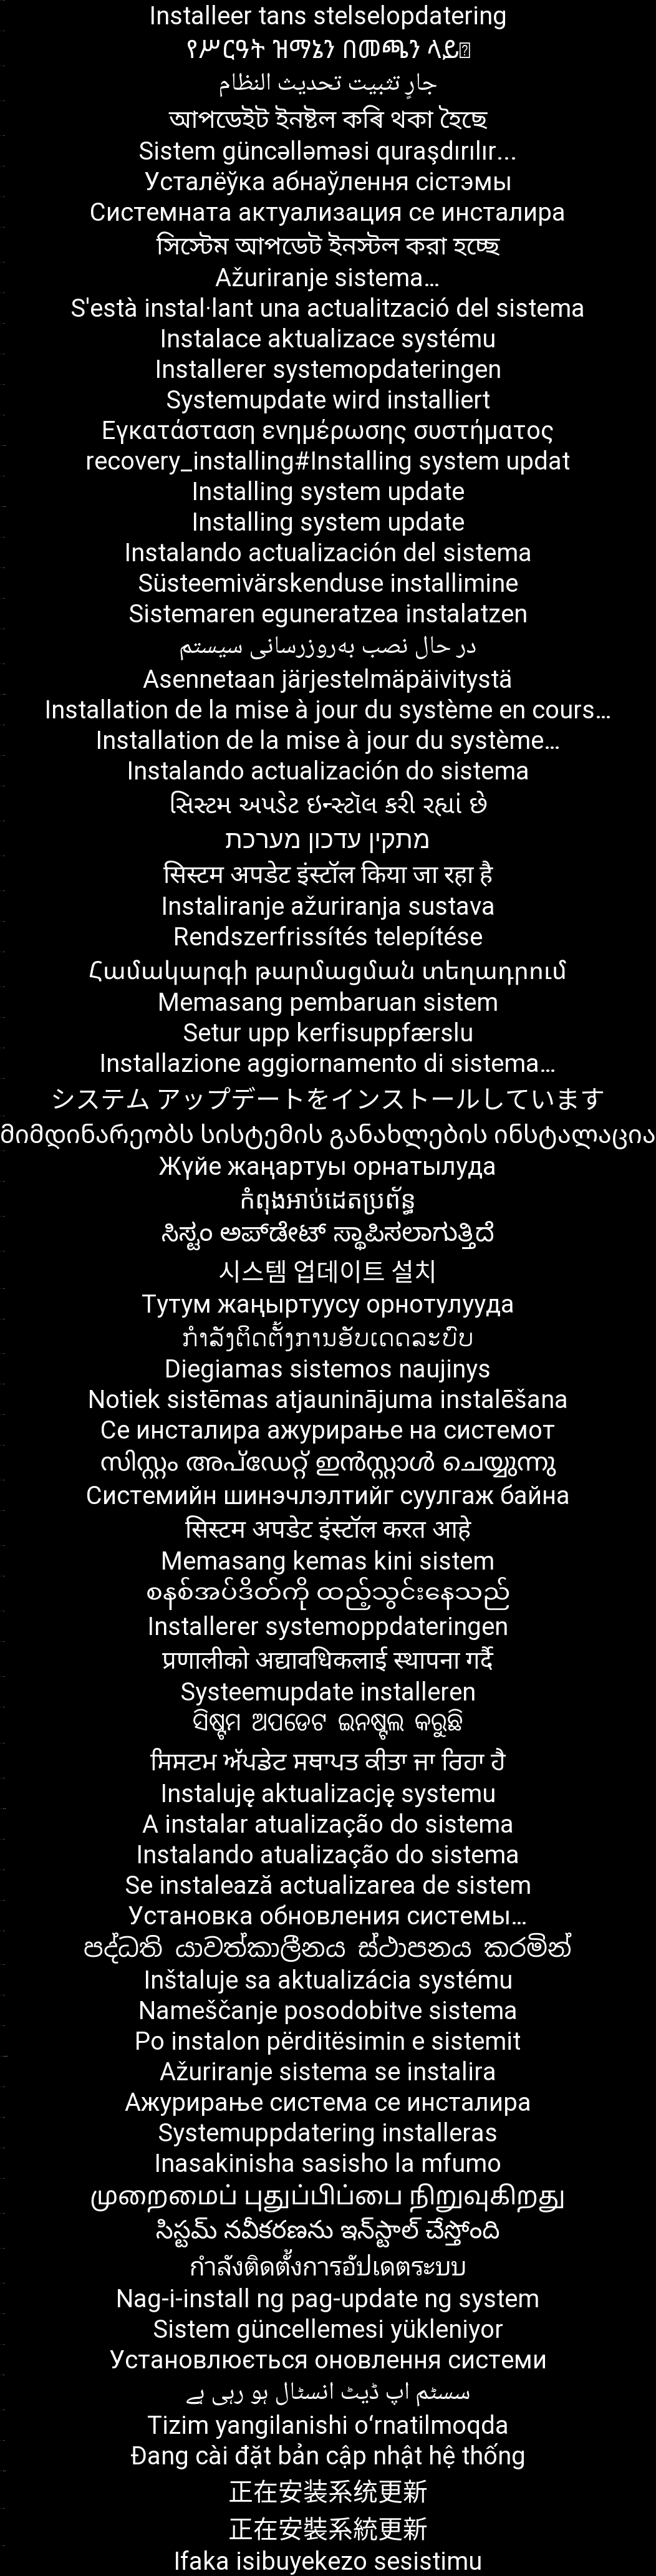 Installeer tans stelselopdatering
የሥርዓት ዝማኔን በመጫን ላይ
جارٍ تثبيت تحديث النظام
আপডেইট ইনষ্টল কৰি থকা হৈছে
Sistem güncəlləməsi quraşdırılır...
Усталёўка абнаўлення сістэмы
Системната актуализация се инсталира
সিস্টেম আপডেট ইনস্টল করা হচ্ছে
Ažuriranje sistema…
S'està instal·lant una actualització del sistema
Instalace aktualizace systému
Installerer systemopdateringen
Systemupdate wird installiert
Εγκατάσταση ενημέρωσης συστήματος
recovery_installing#Installing system updat
Installing system update
Installing system update
Instalando actualización del sistema
Süsteemivärskenduse installimine
Sistemaren eguneratzea instalatzen
در حال نصب به‌روزرسانی سیستم
Asennetaan järjestelmäpäivitystä
Installation de la mise à jour du système en cours…
Installation de la mise à jour du système…
Instalando actualización do sistema
સિસ્ટમ અપડેટ ઇન્સ્ટૉલ કરી રહ્યાં છે
מתקין עדכון מערכת
सिस्टम अपडेट इंस्टॉल किया जा रहा है
Instaliranje ažuriranja sustava
Rendszerfrissítés telepítése
Համակարգի թարմացման տեղադրում
Memasang pembaruan sistem
Setur upp kerfisuppfærslu
Installazione aggiornamento di sistema…
システム アップデートをインストールしています
მიმდინარეობს სისტემის განახლების ინსტალაცია
Жүйе жаңартуы орнатылуда
កំពុងអាប់ដេតប្រព័ន្ធ
ಸಿಸ್ಟಂ ಅಪ್‌ಡೇಟ್‌ ಸ್ಥಾಪಿಸಲಾಗುತ್ತಿದೆ
시스템 업데이트 설치
Тутум жаңыртуусу орнотулууда
ກຳລັງຕິດຕັ້ງການອັບເດດລະບົບ
Diegiamas sistemos naujinys
Notiek sistēmas atjauninājuma instalēšana
Се инсталира ажурирање на системот
സിസ്റ്റം അപ്ഡേറ്റ് ഇൻസ്റ്റാൾ ചെയ്യുന്നു
Системийн шинэчлэлтийг суулгаж байна
सिस्टम अपडेट इंस्टॉल करत आहे
Memasang kemas kini sistem
စနစ်အပ်ဒိတ်ကို ထည့်သွင်းနေသည်
Installerer systemoppdateringen
प्रणालीको अद्यावधिकलाई स्थापना गर्दै
Systeemupdate installeren
ସିଷ୍ଟମ ଅପଡେଟ ଇନଷ୍ଟଲ କରୁଛି
ਸਿਸਟਮ ਅੱਪਡੇਟ ਸਥਾਪਤ ਕੀਤਾ ਜਾ ਰਿਹਾ ਹੈ
Instaluję aktualizację systemu
A instalar atualização do sistema
Instalando atualização do sistema
Se instalează actualizarea de sistem
Установка обновления системы…
පද්ධති යාවත්කාලීනය ස්ථාපනය කරමින්
Inštaluje sa aktualizácia systému
Nameščanje posodobitve sistema
Po instalon përditësimin e sistemit
Ažuriranje sistema se instalira
Ажурирање система се инсталира
Systemuppdatering installeras
Inasakinisha sasisho la mfumo
முறைமைப் புதுப்பிப்பை நிறுவுகிறது
సిస్టమ్ నవీకరణను ఇన్‍స్టాల్ చేస్తోంది
กำลังติดตั้งการอัปเดตระบบ
Nag-i-install ng pag-update ng system
Sistem güncellemesi yükleniyor
Установлюється оновлення системи
سسٹم اپ ڈیٹ انسٹال ہو رہی ہے
Tizim yangilanishi o‘rnatilmoqda
Đang cài đặt bản cập nhật hệ thống
正在安装系统更新
正在安裝系統更新
Ifaka isibuyekezo sesistimu